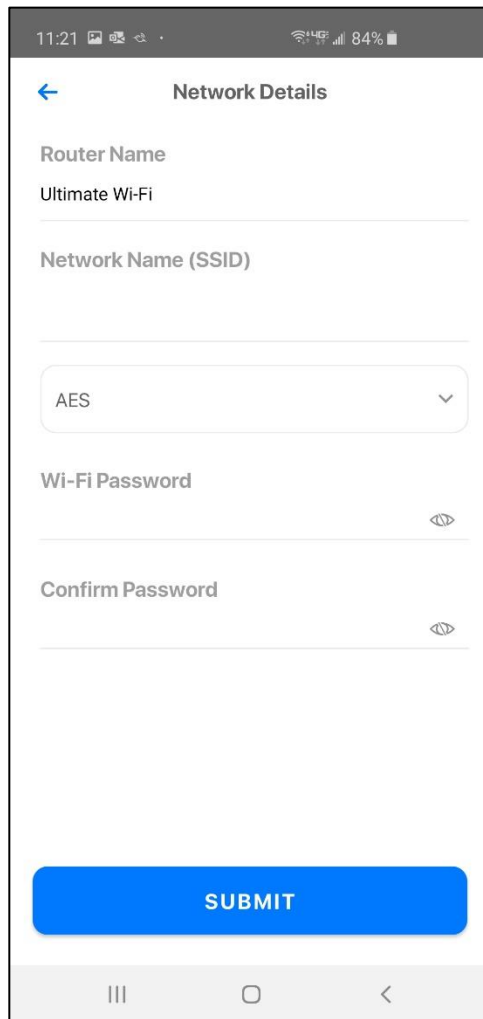 11:21 84%
Network Details
Router Name
Ultimate Wi-Fi
Network Name (SSID)
AES
Wi-Fi Password
Confirm Password
SUBMIT